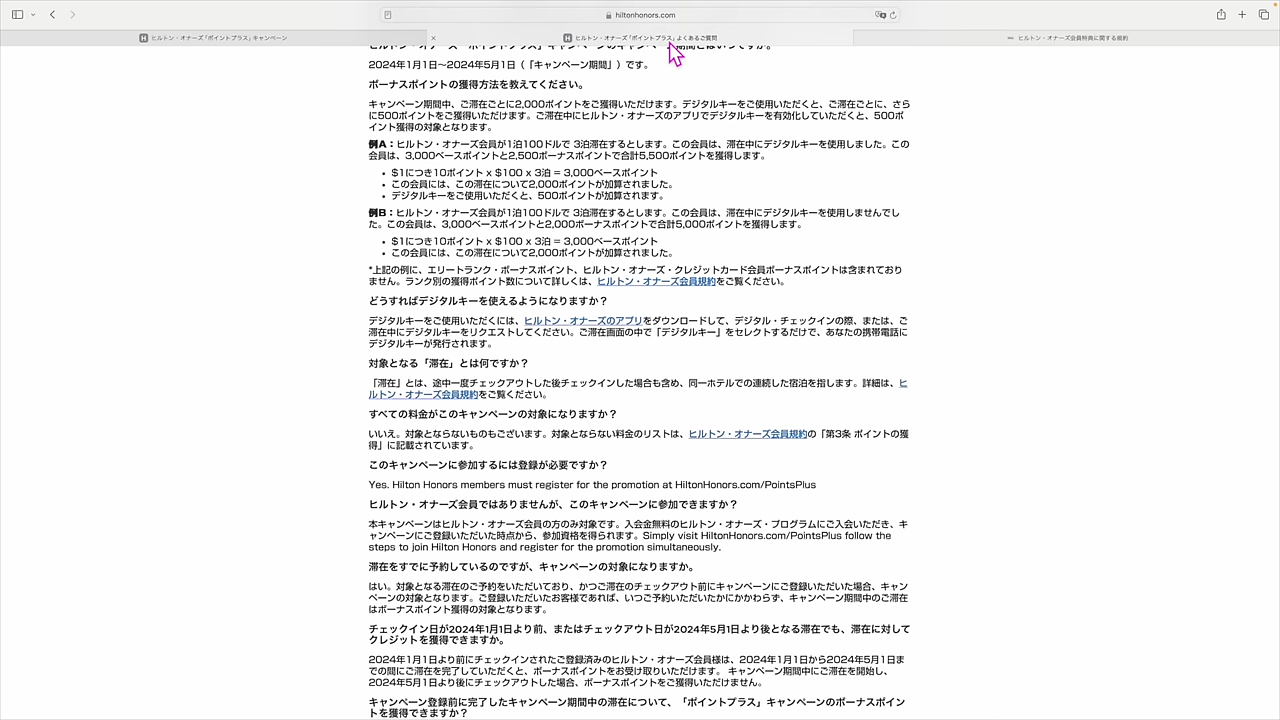 hiltonhonors.com
ヒルトン・オナーズ「ポイントプラス」キャンペーン
ヒルトン・オナーズ「ポイントプラス」よくあるご質問
ヒルトン・オナーズ会員特典に関する規約
ヒルトン・オナーズ「ポイントプラス」キャンペーンのキャンペーン期間とはいつですか。
2024年1月1日～2024年5月1日（「キャンペーン期間」）です。
ボーナスポイントの獲得方法を教えてください。
キャンペーン期間中、ご滞在ごとに2,000ポイントをご獲得いただけます。デジタルキーをご使用いただくと、ご滞在ごとに、さら
に500ポイントをご獲得いただけます。ご滞在中にヒルトン・オナーズのアプリでデジタルキーを有効化していただくと、500ポ
イント獲得の対象となります。
例A：ヒルトン・オナーズ会員が1泊100ドルで 3泊滞在するとします。この会員は、滞在中にデジタルキーを使用しました。この
会員は、3,000ベースポイントと2,500ボーナスポイントで合計5,500ポイントを獲得します。
• $1につき10ポイント x $100 x 3泊 = 3,000ベースポイント
• この会員には、この滞在について2,000ポイントが加算されました。
• デジタルキーをご使用いただくと、500ポイントが加算されます。
例B：ヒルトン・オナーズ会員が1泊100ドルで 3泊滞在するとします。この会員は、滞在中にデジタルキーを使用しませんでし
た。この会員は、3,000ベースポイントと2,000ボーナスポイントで合計5,000ポイントを獲得します。
• $1につき10ポイント x $100 x 3泊 = 3,000ベースポイント
• この会員には、この滞在について2,000ポイントが加算されました。
*上記の例に、エリートランク・ボーナスポイント、ヒルトン・オナーズ・クレジットカード会員ボーナスポイントは含まれており
ません。ランク別の獲得ポイント数について詳しくは、ヒルトン・オナーズ会員規約をご覧ください。
どうすればデジタルキーを使えるようになりますか？
デジタルキーをご使用いただくには、ヒルトン・オナーズのアプリをダウンロードして、デジタル・チェックインの際、または、ご
滞在中にデジタルキーをリクエストしてください。ご滞在画面の中で「デジタルキー」をセレクトするだけで、あなたの携帯電話に
デジタルキーが発行されます。
対象となる「滞在」とは何ですか？
「滞在」とは、途中一度チェックアウトした後チェックインした場合も含め、同一ホテルでの連続した宿泊を指します。詳細は、ヒ
ルトン・オナーズ会員規約をご覧ください。
すべての料金がこのキャンペーンの対象になりますか？
いいえ。対象とならないものもございます。対象とならない料金のリストは、ヒルトン・オナーズ会員規約の「第3条 ポイントの獲
得」に記載されています。
このキャンペーンに参加するには登録が必要ですか？
Yes. Hilton Honors members must register for the promotion at HiltonHonors.com/PointsPlus
ヒルトン・オナーズ会員ではありませんが、このキャンペーンに参加できますか？
本キャンペーンはヒルトン・オナーズ会員の方のみ対象です。入会金無料のヒルトン・オナーズ・プログラムにご入会いただき、キ
ャンペーンにご登録いただいた時点から、参加資格を得られます。Simply visit HiltonHonors.com/PointsPlus follow the
steps to join Hilton Honors and register for the promotion simultaneously.
滞在をすでに予約しているのですが、キャンペーンの対象になりますか。
はい。対象となる滞在のご予約をいただいており、かつご滞在のチェックアウト前にキャンペーンにご登録いただいた場合、キャン
ペーンの対象となります。ご登録いただいたお客様であれば、いつご予約いただいたかにかかわらず、キャンペーン期間中のご滞在
はボーナスポイント獲得の対象となります。
チェックイン日が2024年1月1日より前、またはチェックアウト日が2024年5月1日より後となる滞在でも、滞在に対して
クレジットを獲得できますか。
2024年1月1日より前にチェックインされたご登録済みのヒルトン・オナーズ会員様は、2024年1月1日から2024年5月1日ま
での間にご滞在を完了していただくと、ボーナスポイントをお受け取りいただけます。 キャンペーン期間中にご滞在を開始し、
2024年5月1日より後にチェックアウトした場合、ボーナスポイントをご獲得いただけません。
キャンペーン登録前に完了したキャンペーン期間中の滞在について、「ポイントプラス」キャンペーンのボーナスポイン
トを獲得できますか？